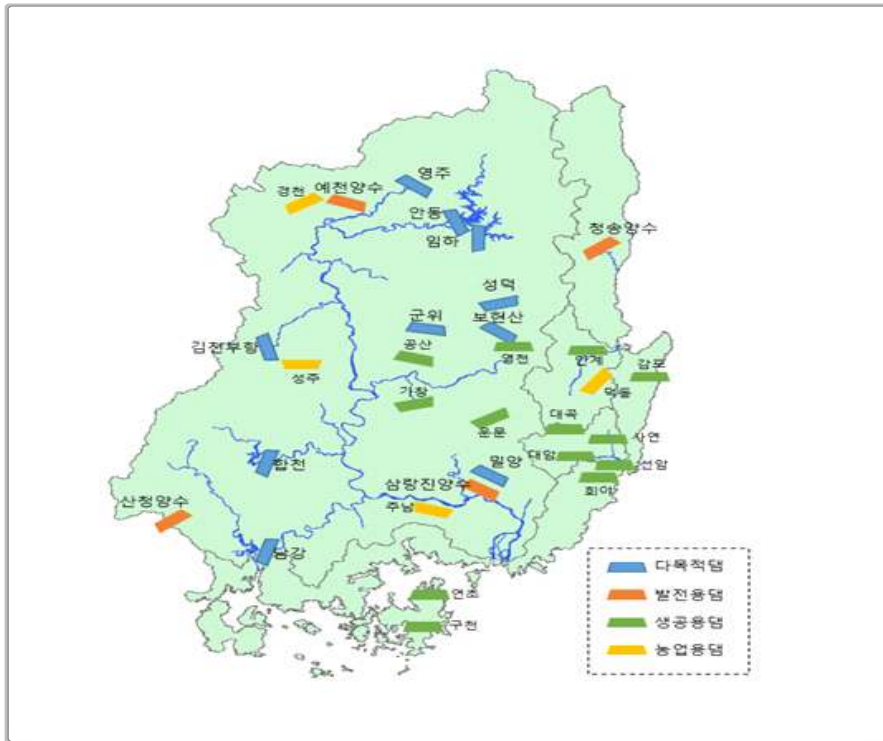 영주
경천 예천양수
안동
임하
청송양수
성덕
군위 보현산
공산 영천
김천부항
안계 감포
성주
덕동
가창
대곡
운문
사연
대암
합천
밀양
선암
삼랑진양수
회야
산청양수
주남
남강
연초
구천
다목적댐
발전용댐
생공용댐
농업용댐